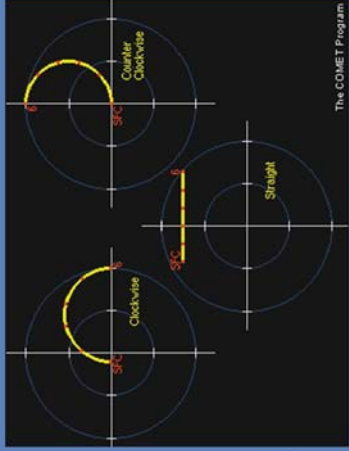 6
SFC
Counter
Clockwise
6
SFC
Clockwise
SFC
6
Straight
The COMET Program